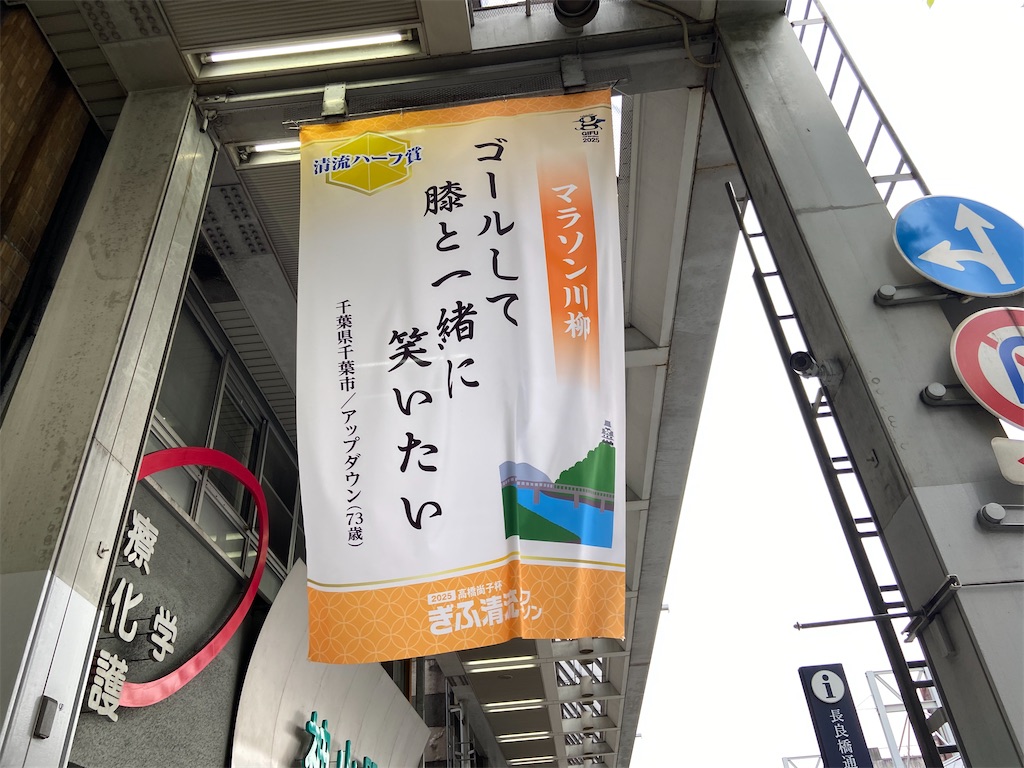 清流ハーフ賞
GIFU
2025
マラソン川柳
ゴールして
膝と一緒に
笑いたい
千葉県千葉市/アップダウン(73歳)
2025 高橋尚子杯
ぎふ清流
i
長良橋通
療
化学
護